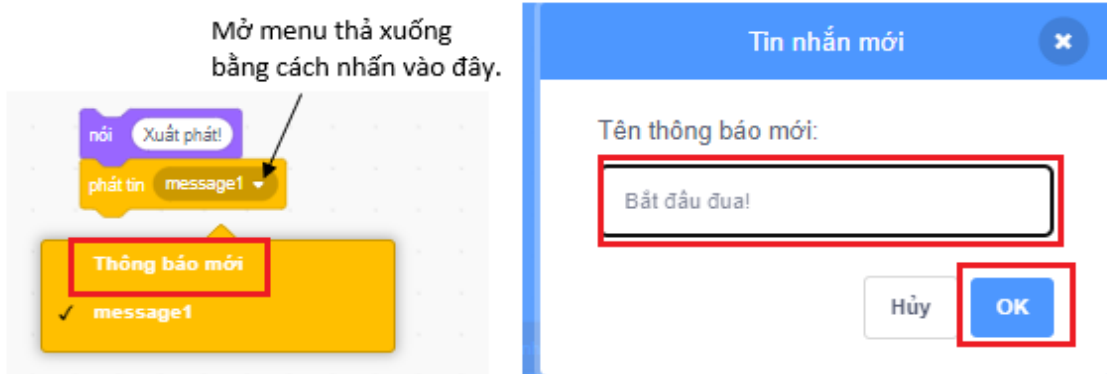 Mở menu thả xuống
bằng cách nhấn vào đây.
nói Xuất phát!
phát tin message1
Thông báo mới
✓ message1
Tin nhắn mới
Tên thông báo mới:
Bắt đầu đua!
Hủy OK